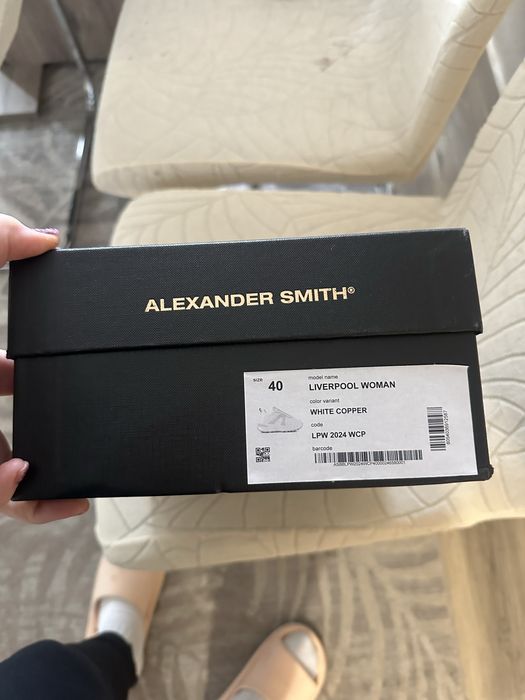 ALEXANDER SMITH®
SIZE 40
model name
LIVERPOOL WOMAN
color variant
WHITE COPPER
code
LPW 2024 WCP
barcode